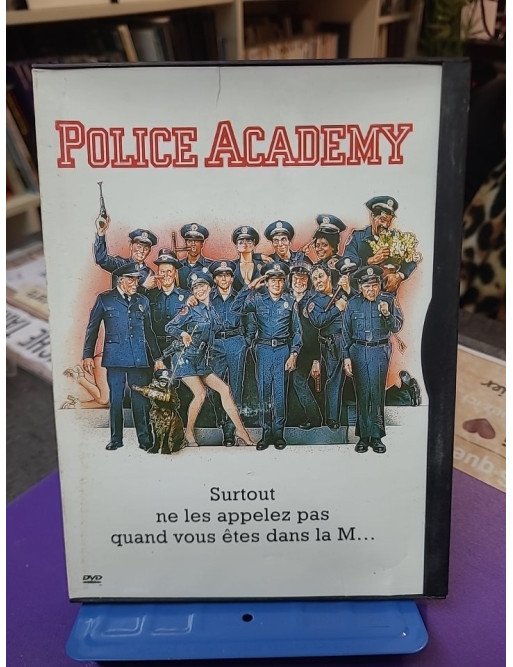 POLICE ACADEMY
Surtout
ne les appelez pas
quand vous êtes dans la M...
DVD